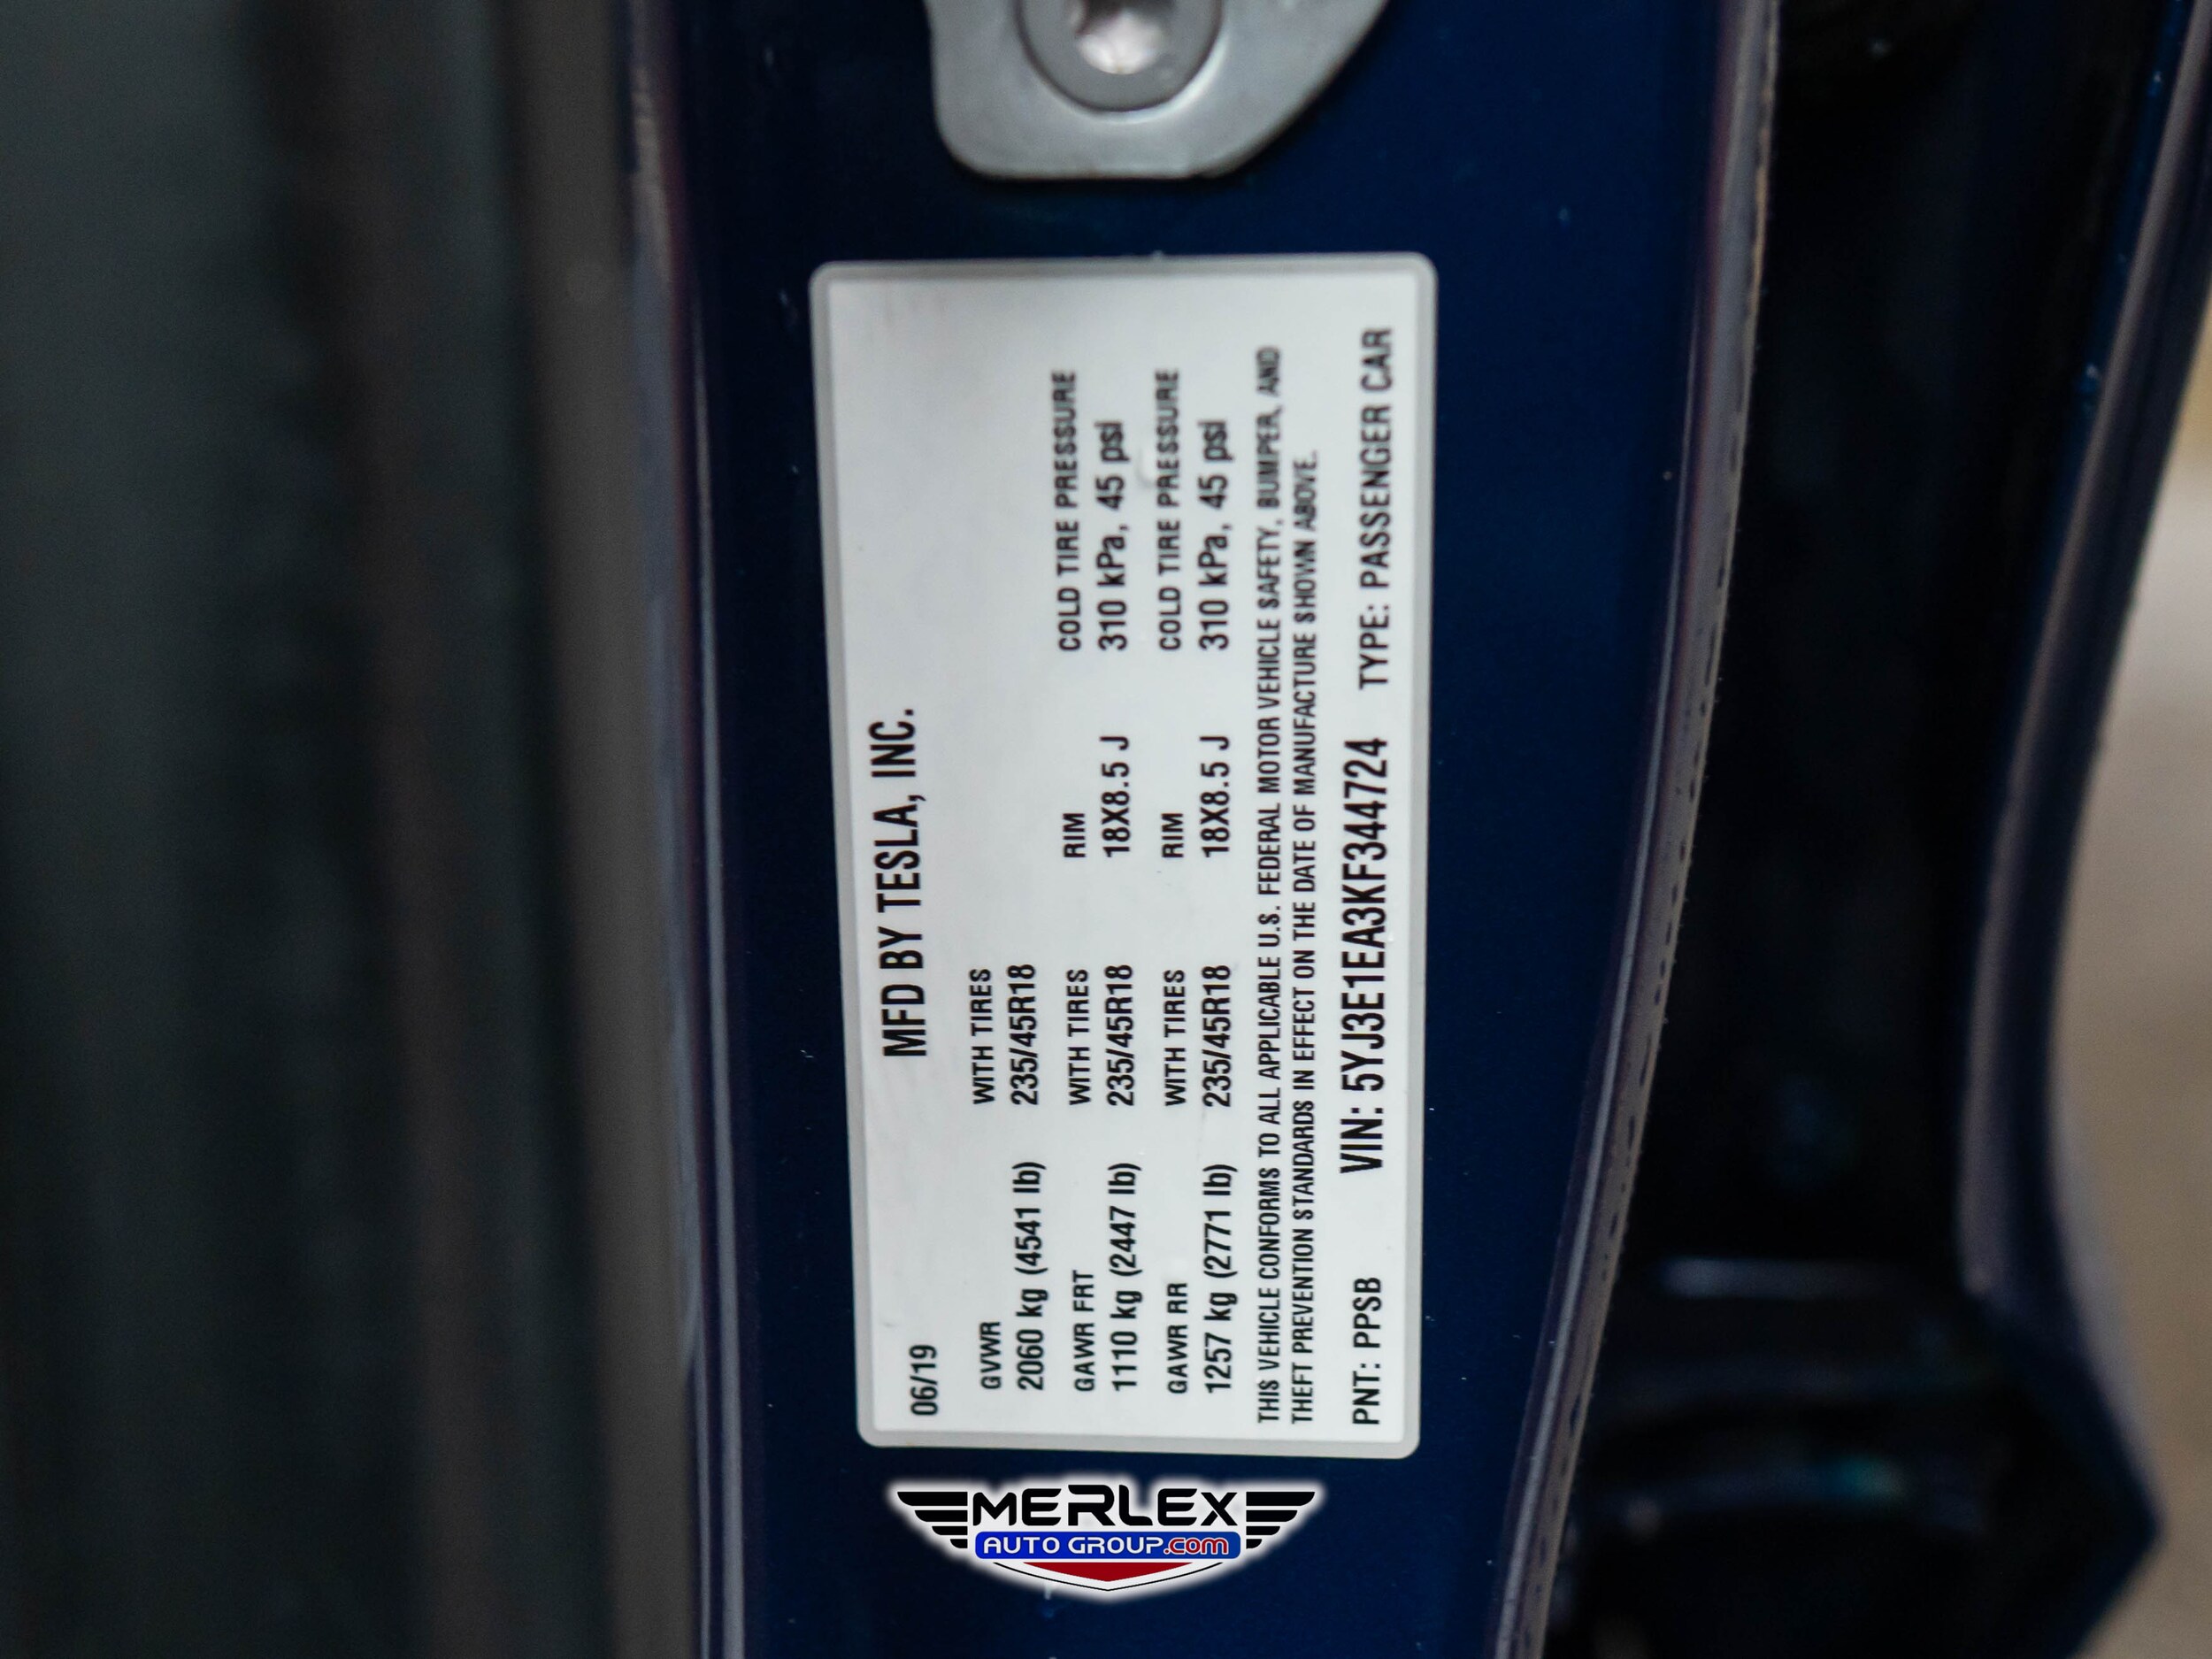 06/19 MFD BY TESLA, INC.
GVWR WITH TIRES
2060 kg (4541 lb) 235/45R18
GAWR FRT WITH TIRES RIM COLD TIRE PRESSURE
1110 kg (2447 lb) 235/45R18 18X8.5 J 310 kPa, 45 psi
GAWR RR WITH TIRES RIM COLD TIRE PRESSURE
1257 kg (2771 lb) 235/45R18 18X8.5 J 310 kPa, 45 psi
THIS VEHICLE CONFORMS TO ALL APPLICABLE U.S. FEDERAL MOTOR VEHICLE SAFETY, BUMPER, AND
THEFT PREVENTION STANDARDS IN EFFECT ON THE DATE OF MANUFACTURE SHOWN ABOVE.
PNT: PPSB VIN: 5YJ3E1EA3KF344724 TYPE: PASSENGER CAR
MERLEX
AUTO GROUP.com